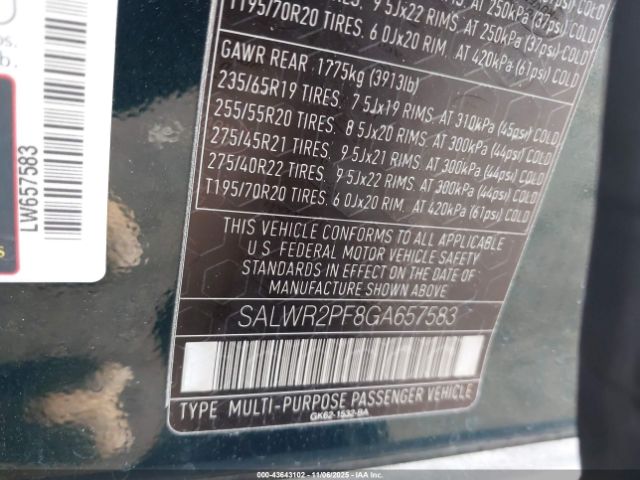 T195/70R20 TIRES. 6 0Jx20 RIM. AT 420kPa (61psi) COLD
GAWR REAR 1775kg (3913lb)
235/65R19 TIRES. 7 5Jx19 RIMS. AT 310kPa (45psi) COLD
255/55R20 TIRES. 8 5Jx20 RIMS. AT 300kPa (44psi) COLD
275/45R21 TIRES. 9 5Jx21 RIMS. AT 300kPa (44psi) COLD
275/40R22 TIRES. 9 5Jx22 RIMS. AT 300kPa (44psi) COLD
T195/70R20 TIRES. 6 0Jx20 RIM. AT 420kPa (61psi) COLD
THIS VEHICLE CONFORMS TO ALL APPLICABLE
U.S. FEDERAL MOTOR VEHICLE SAFETY
STANDARDS IN EFFECT ON THE DATE OF
MANUFACTURE SHOWN ABOVE
SALWR2PF8GA657583
TYPE MULTI-PURPOSE PASSENGER VEHICLE
GK62-1532-BA
LW657583
000-43643102 - 11/06/2025 - IAAI.COM